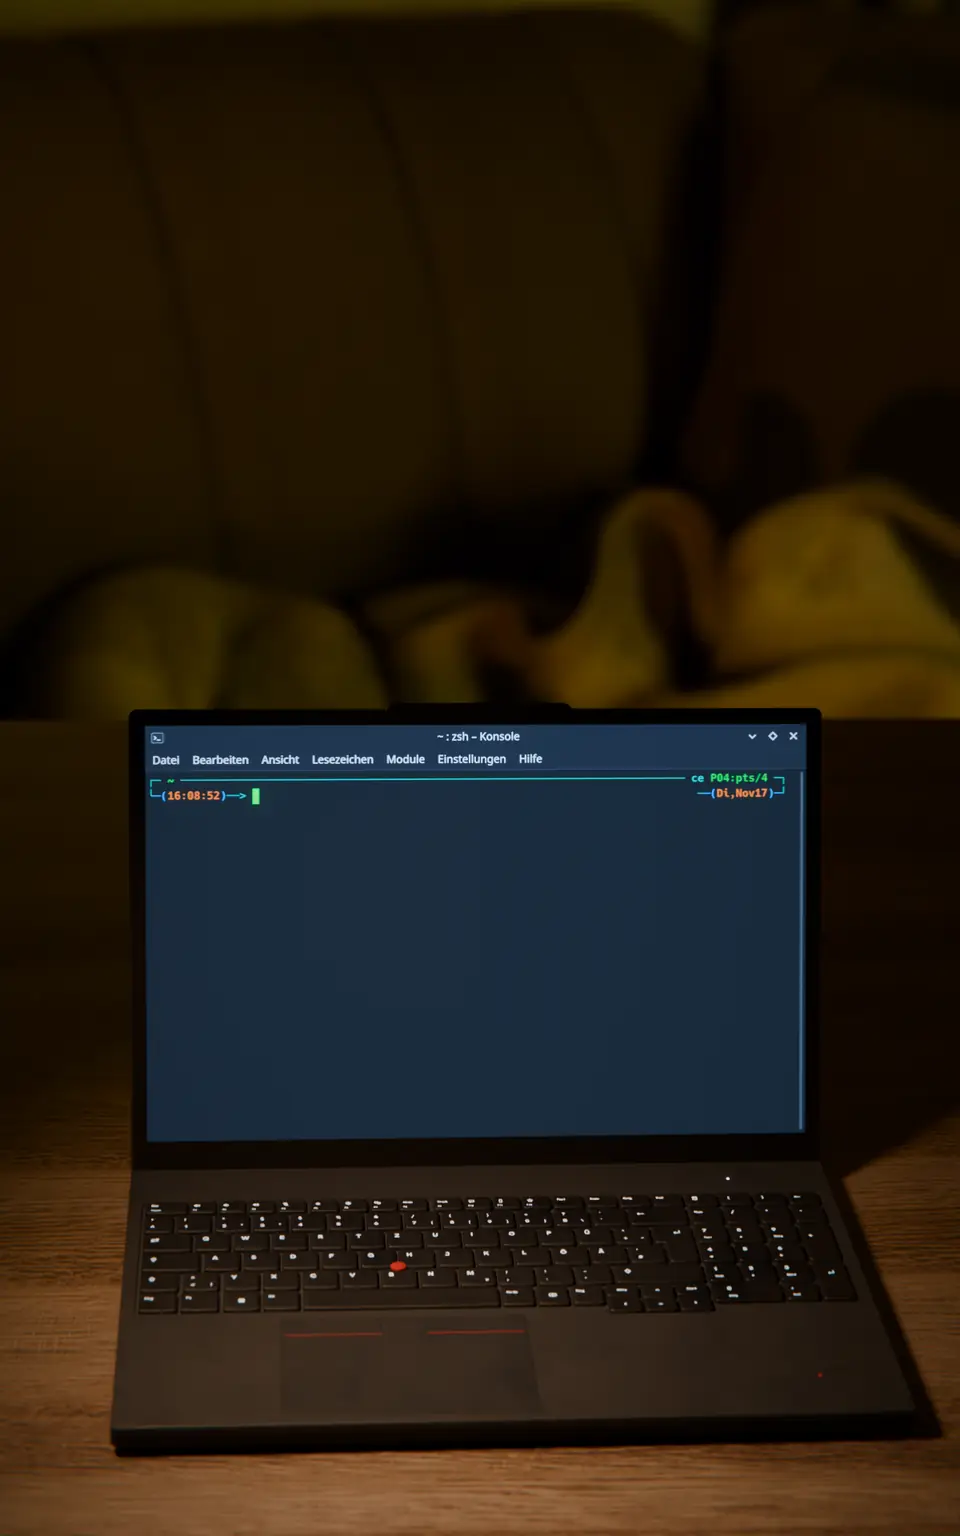 ~ : zsh – Konsole
Datei Bearbeiten Ansicht Lesezeichen Module Einstellungen Hilfe
~ ce P04:pts/4
(16:08:52)—> —(Di,Nov17)
Q W E R T Z U I O P Ü
A S D F G H J K L Ö Ä
Y X C V B N M